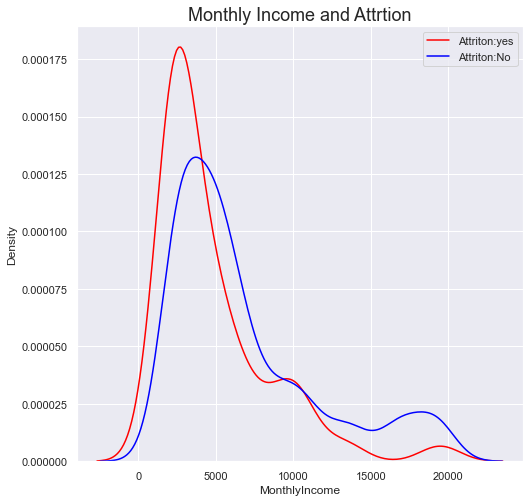 Monthly Income and Attrtion
Attriton:yes
Attriton:No
0.000175
0.000150
0.000125
0.000100
0.000075
0.000050
0.000025
0.000000
Density
0 5000 10000 15000 20000
MonthlyIncome